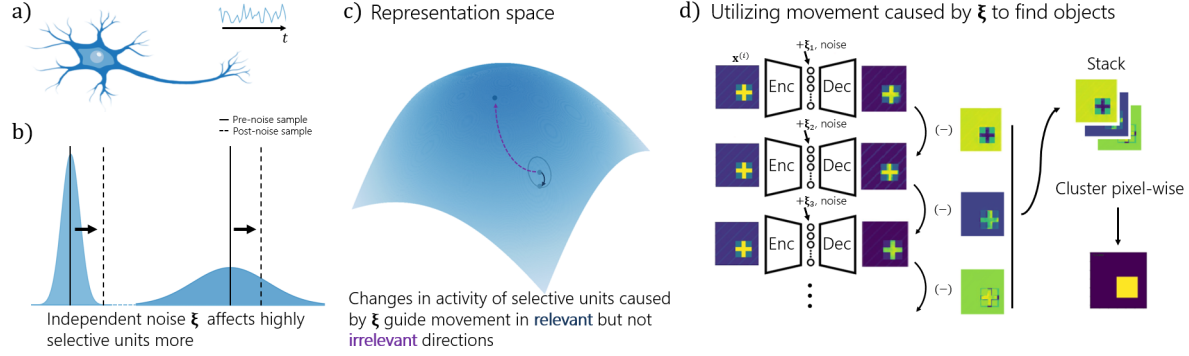 a)
t
b)
Pre-noise sample
Post-noise sample
Independent noise ξ affects highly
selective units more
c) Representation space
Changes in activity of selective units caused
by ξ guide movement in relevant but not
irrelevant directions
d) Utilizing movement caused by ξ to find objects
x⁽ⁱ⁾
+ξ₁, noise
Enc
Dec
(−)
+ξ₂, noise
Enc
Dec
(−)
+ξ₃, noise
Enc
Dec
(−)
Stack
Cluster pixel-wise